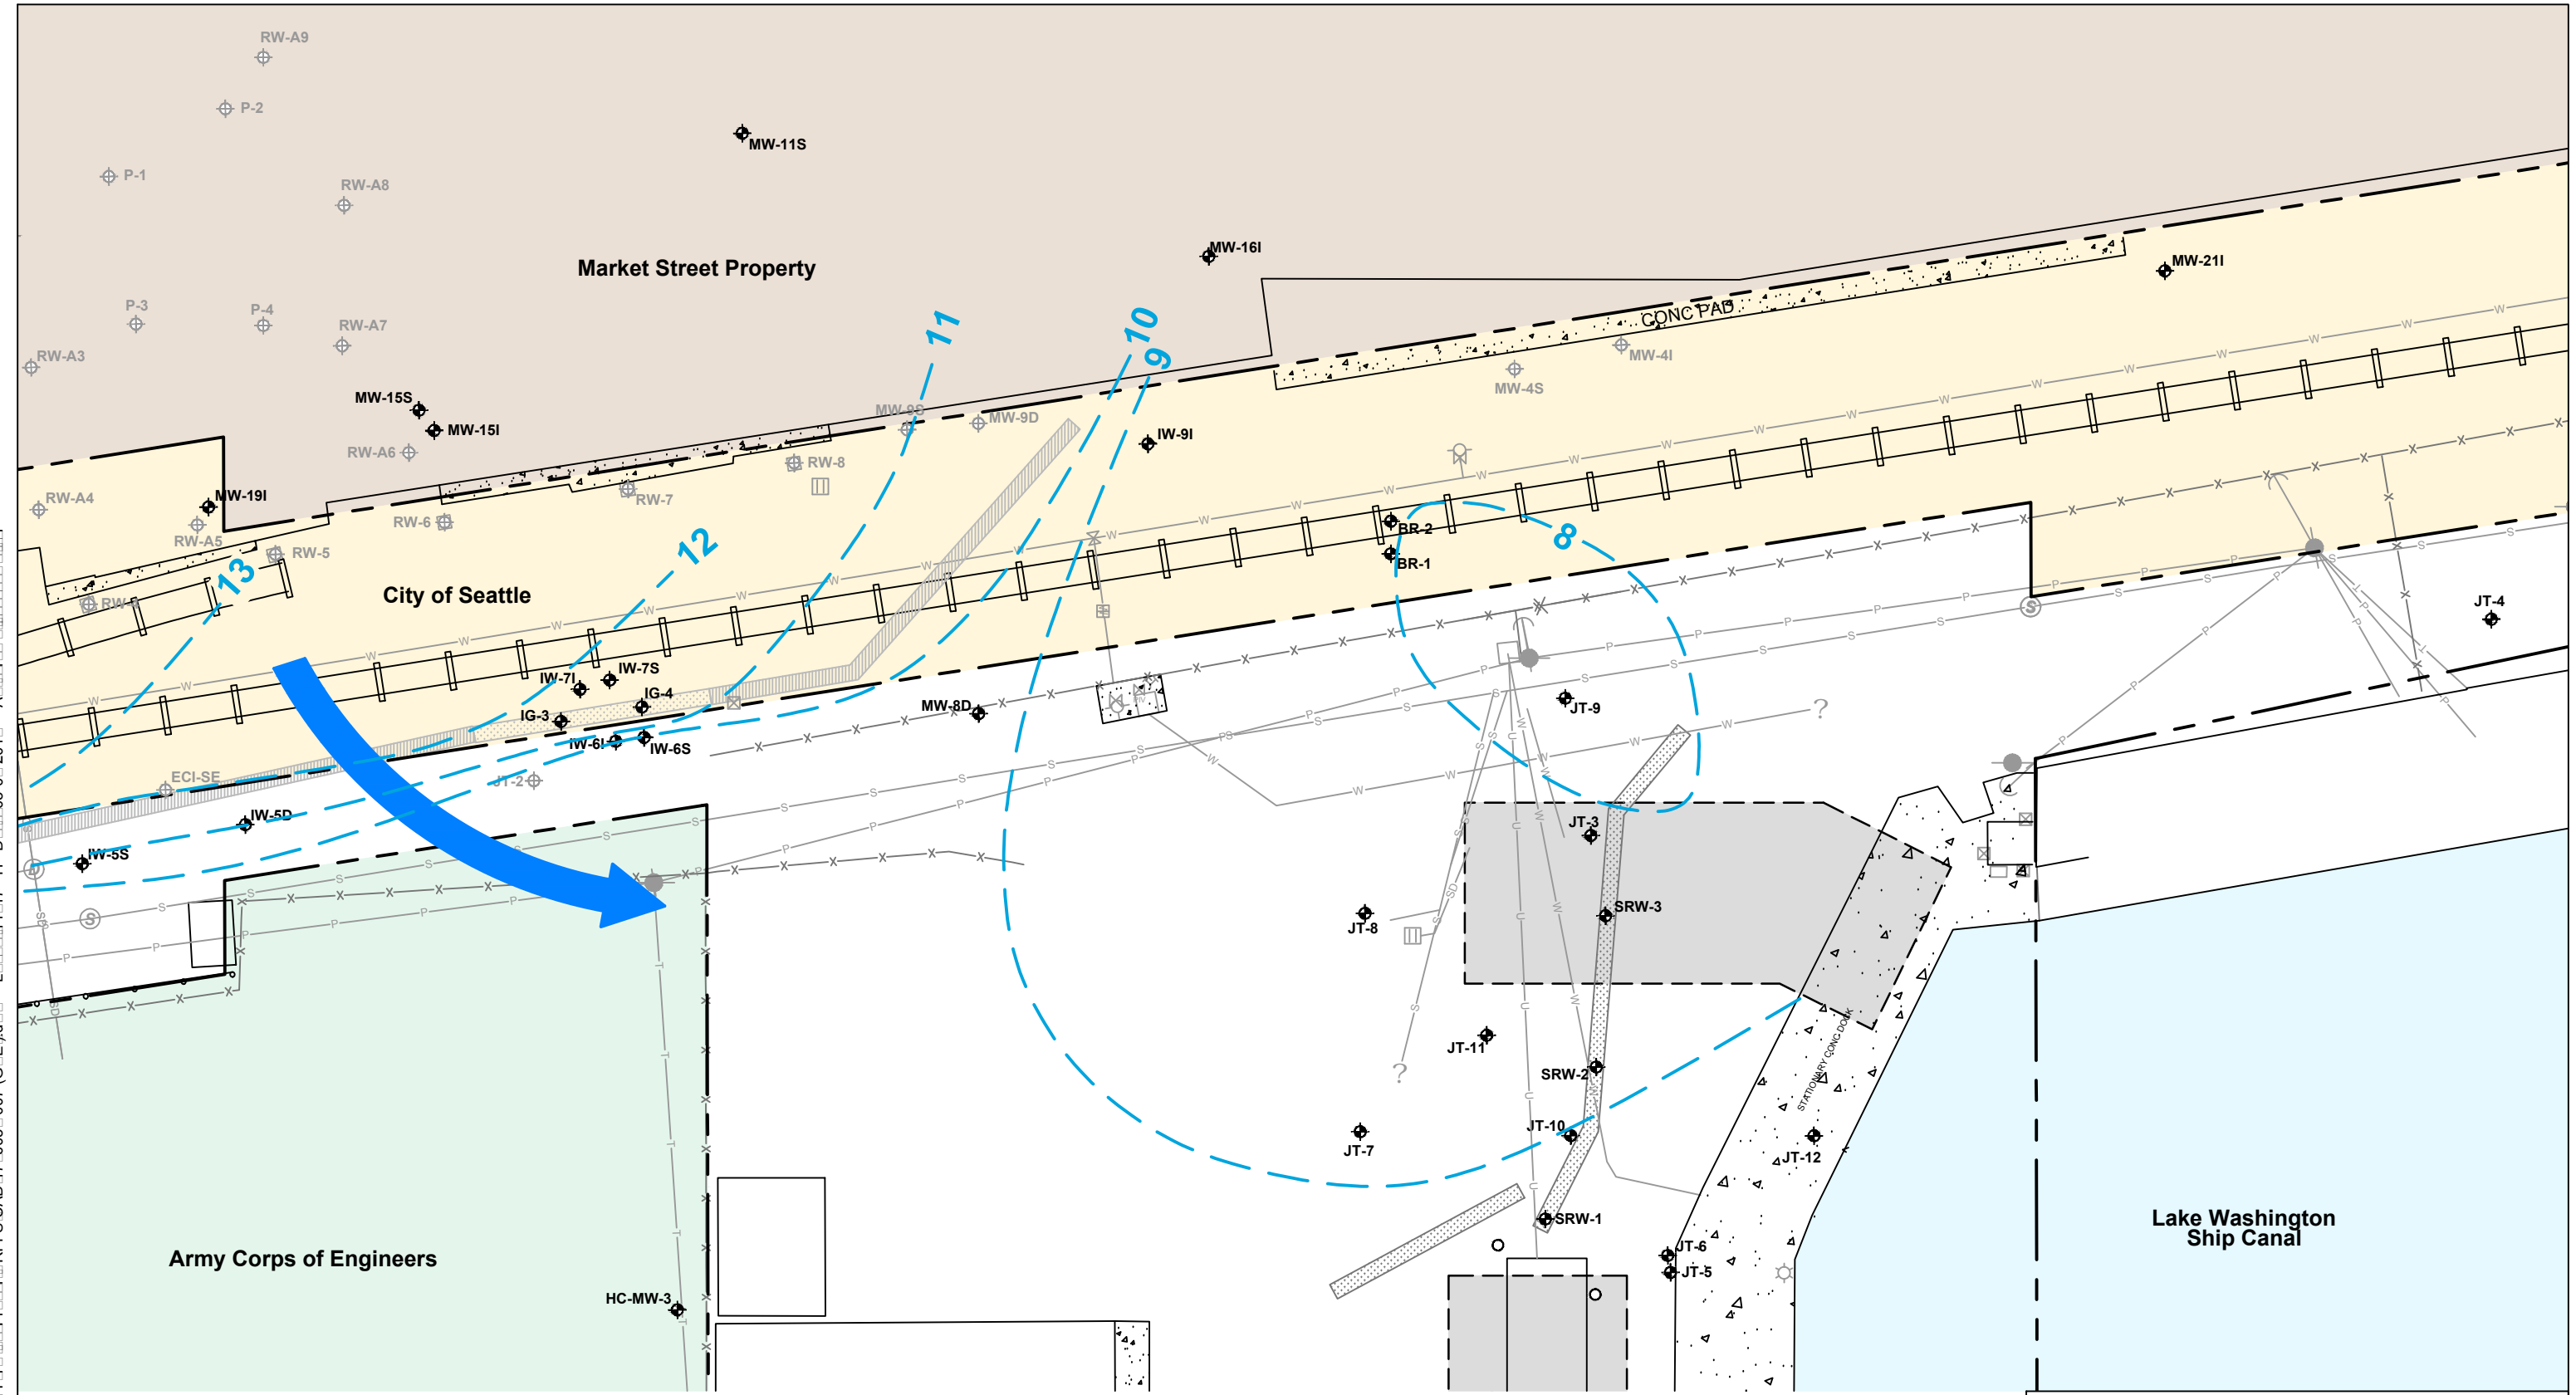 RW-A9
P-2
MW-11S
P-1
RW-A8
MW-16I
Market Street Property
MW-21I
P-3
P-4
RW-A7
11
10
9
CONC PAD
RW-A3
MW-4I
MW-4S
MW-15S
MW-15I
MW-9S
MW-9D
IW-9I
RW-A6
RW-8
RW-A4
MW-19I
RW-7
RW-6
RW-A5
RW-5
BR-2
BR-1
8
12
13
City of Seattle
JT-4
IW-7S
IW-7I
IG-4
IG-3
MW-8D
JT-9
?
IW-6I
IW-6S
ECI-SE
JT-2
IW-5D
IW-5S
D
S
S
JT-3
SRW-3
JT-8
JT-11
SRW-2
?
STATIONARY CONC DOCK
JT-10
JT-7
JT-12
SRW-1
Lake Washington
Ship Canal
JT-6
JT-5
Army Corps of Engineers
HC-MW-3